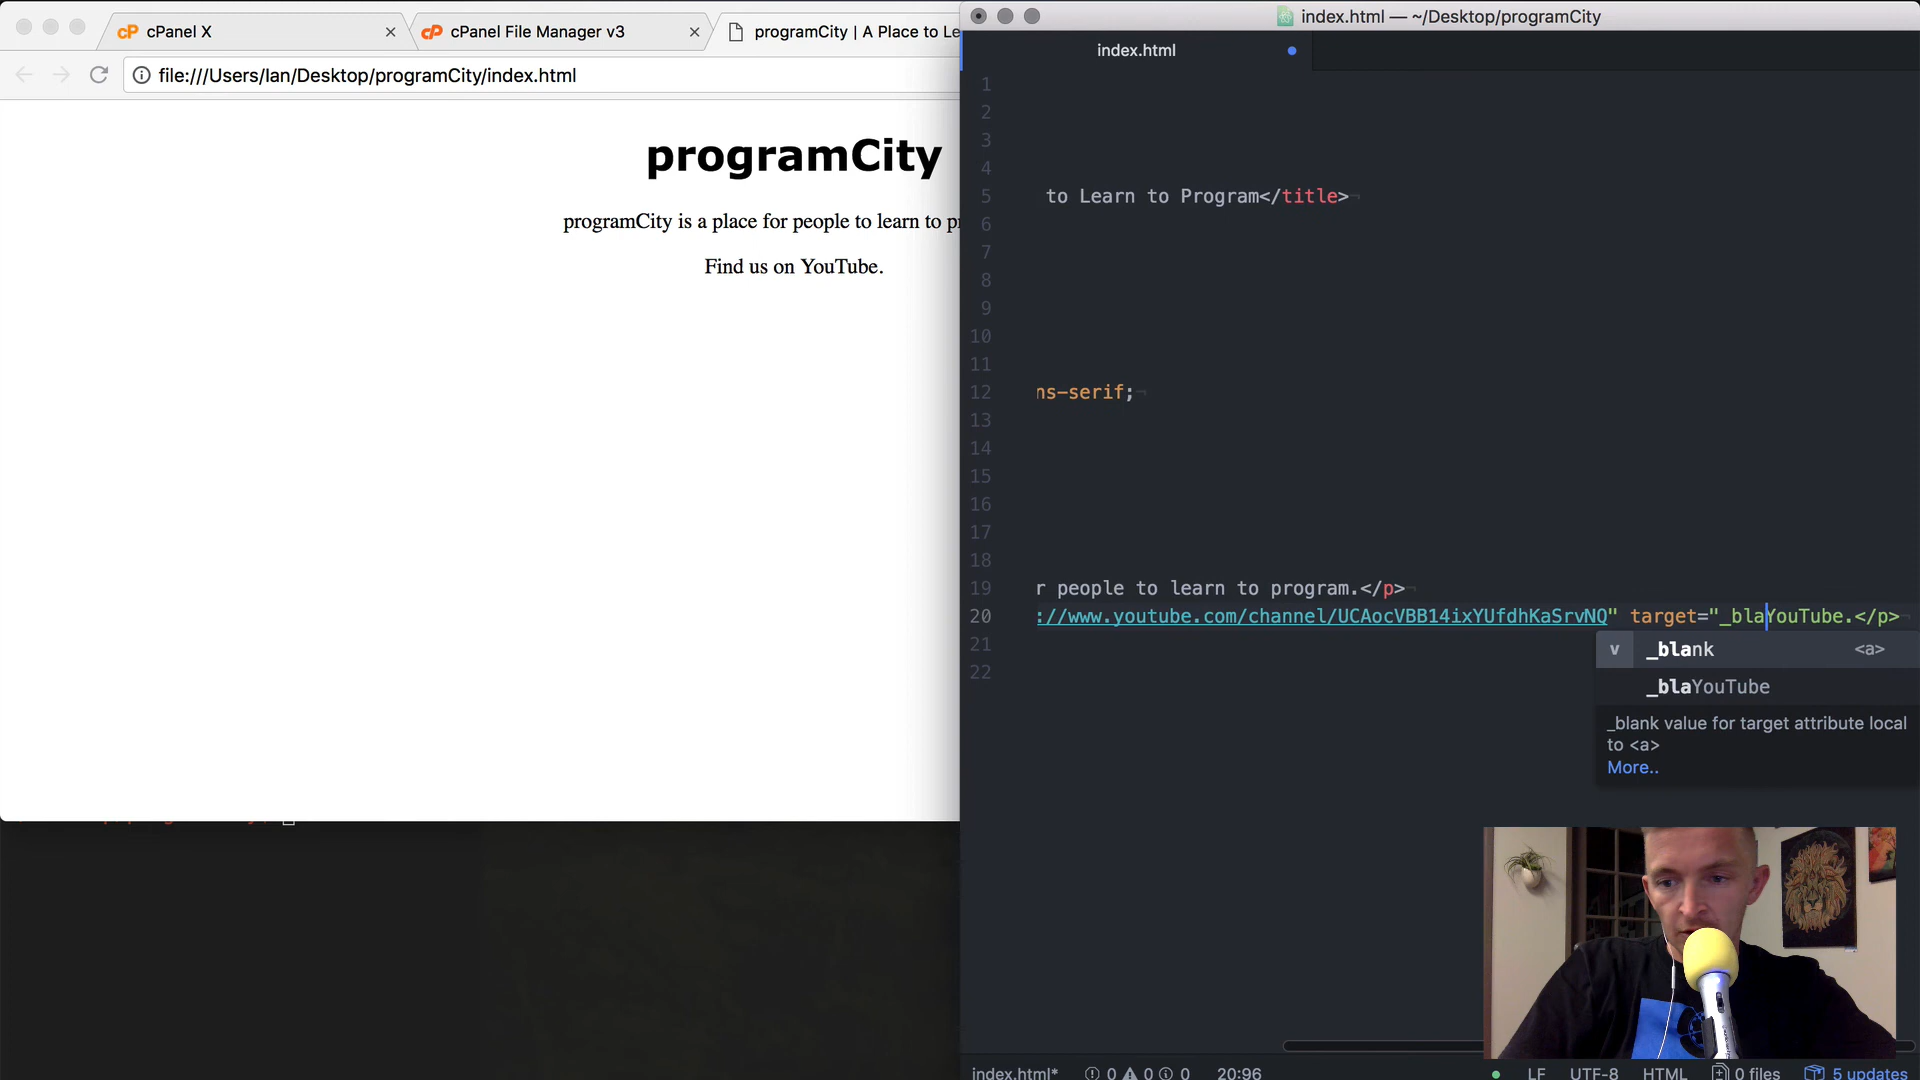 cPanel X
cPanel File Manager v3
programCity | A Place to Le
file:///Users/Ian/Desktop/programCity/index.html
programCity
programCity is a place for people to learn to p
Find us on YouTube.
index.html — ~/Desktop/programCity
index.html
1
2
3
4
5 to Learn to Program</title>¬
6
7
8
9
10
11
12 ns-serif;¬
13
14
15
16
17
18
19 r people to learn to program.</p>¬
20 ://www.youtube.com/channel/UCAocVBB14ixYUfdhKaSrvNQ" target="_blaYouTube.</p>¬
21
22
v _blank <a>
_blaYouTube
_blank value for target attribute local
to <a>
More..
index.html* 0 0 0 20:96 LF UTF-8 HTML 0 files 5 updates